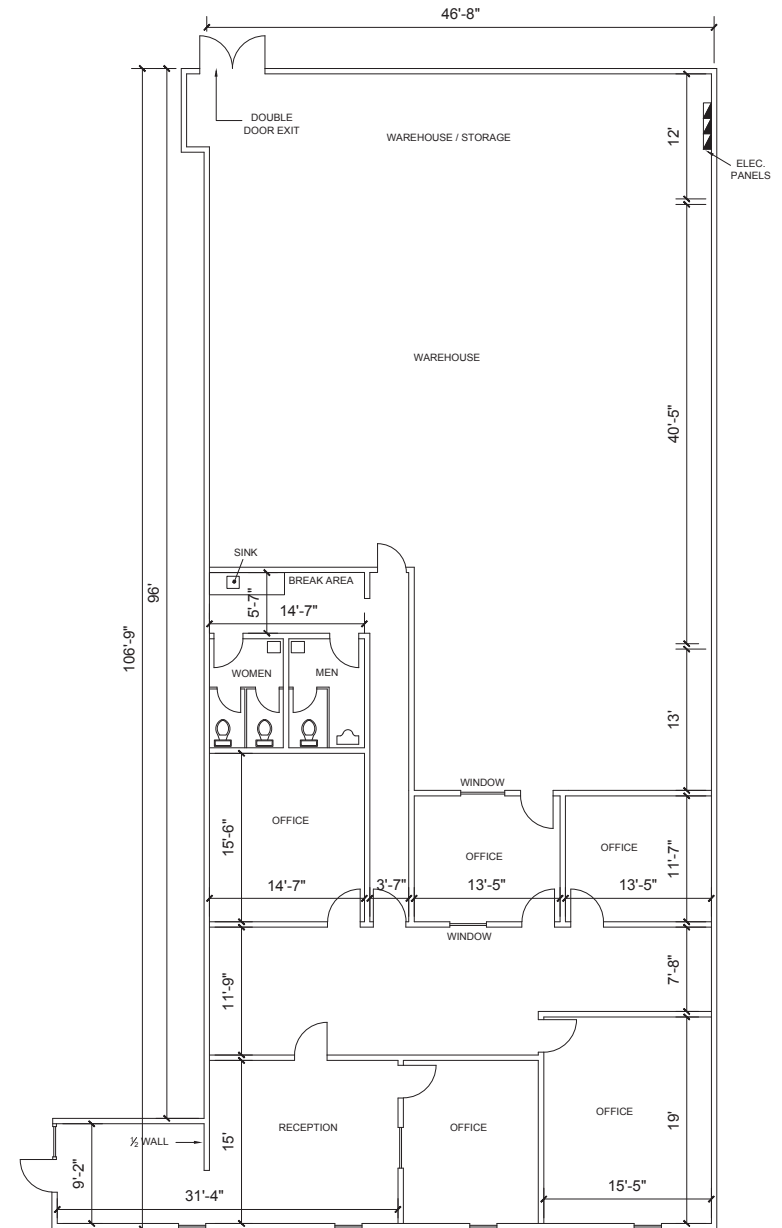 46'-8"
DOUBLE
DOOR EXIT
WAREHOUSE / STORAGE
12'
ELEC.
PANELS
WAREHOUSE
40'-5"
96'
106'-9"
SINK
BREAK AREA
5'-7"
14'-7"
WOMEN
MEN
13'
WINDOW
OFFICE
15'-6"
OFFICE
OFFICE
11'-7"
14'-7"
3'-7"
13'-5"
13'-5"
WINDOW
11'-9"
7'-8"
½ WALL
RECEPTION
OFFICE
OFFICE
9'-2"
15'
19'
31'-4"
15'-5"